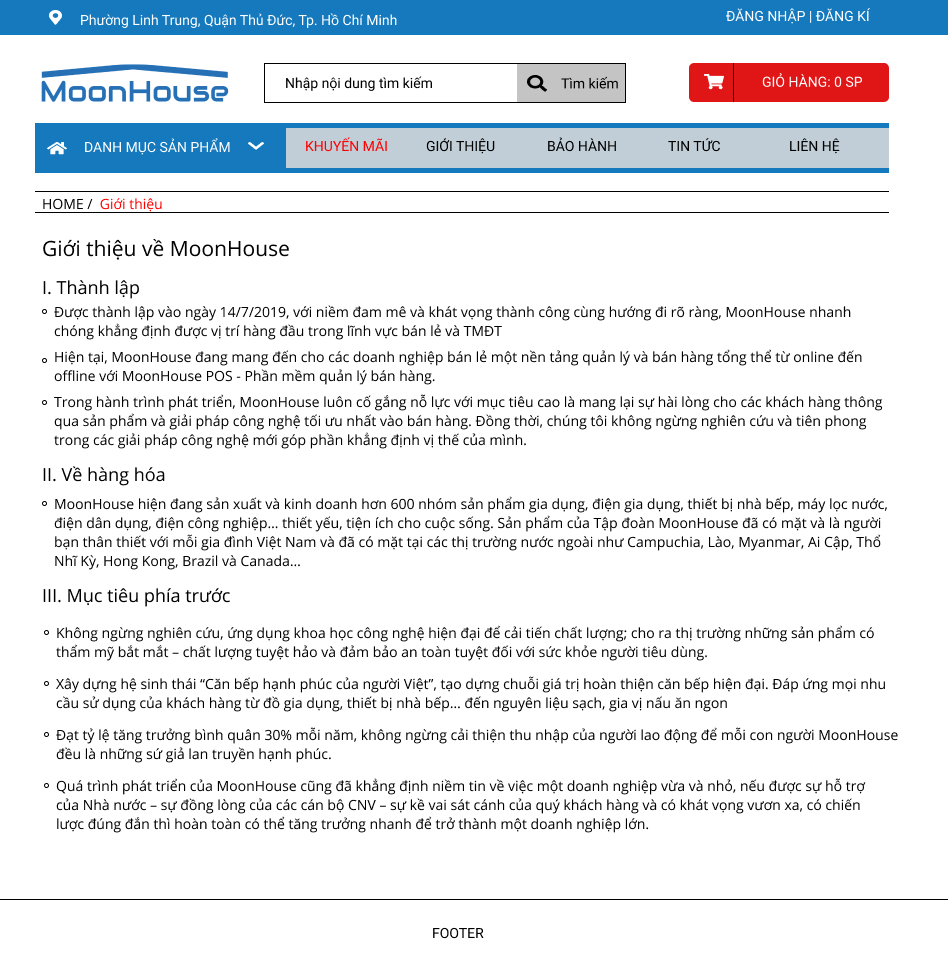 Phường Linh Trung, Quận Thủ Đức, Tp. Hồ Chí Minh
ĐĂNG NHẬP | ĐĂNG KÍ
MoonHouse
Nhập nội dung tìm kiếm
Tìm kiếm
GIỎ HÀNG: 0 SP
DANH MỤC SẢN PHẨM
KHUYẾN MÃI
GIỚI THIỆU
BẢO HÀNH
TIN TỨC
LIÊN HỆ
HOME / Giới thiệu
Giới thiệu về MoonHouse
I. Thành lập
Được thành lập vào ngày 14/7/2019, với niềm đam mê và khát vọng thành công cùng hướng đi rõ ràng, MoonHouse nhanh
chóng khẳng định được vị trí hàng đầu trong lĩnh vực bán lẻ và TMĐT
Hiện tại, MoonHouse đang mang đến cho các doanh nghiệp bán lẻ một nền tảng quản lý và bán hàng tổng thể từ online đến
offline với MoonHouse POS - Phần mềm quản lý bán hàng.
Trong hành trình phát triển, MoonHouse luôn cố gắng nỗ lực với mục tiêu cao là mang lại sự hài lòng cho các khách hàng thông
qua sản phẩm và giải pháp công nghệ tối ưu nhất vào bán hàng. Đồng thời, chúng tôi không ngừng nghiên cứu và tiên phong
trong các giải pháp công nghệ mới góp phần khẳng định vị thế của mình.
II. Về hàng hóa
MoonHouse hiện đang sản xuất và kinh doanh hơn 600 nhóm sản phẩm gia dụng, điện gia dụng, thiết bị nhà bếp, máy lọc nước,
điện dân dụng, điện công nghiệp... thiết yếu, tiện ích cho cuộc sống. Sản phẩm của Tập đoàn MoonHouse đã có mặt và là người
bạn thân thiết với mỗi gia đình Việt Nam và đã có mặt tại các thị trường nước ngoài như Campuchia, Lào, Myanmar, Ai Cập, Thổ
Nhĩ Kỳ, Hong Kong, Brazil và Canada...
III. Mục tiêu phía trước
Không ngừng nghiên cứu, ứng dụng khoa học công nghệ hiện đại để cải tiến chất lượng; cho ra thị trường những sản phẩm có
thẩm mỹ bắt mắt – chất lượng tuyệt hảo và đảm bảo an toàn tuyệt đối với sức khỏe người tiêu dùng.
Xây dựng hệ sinh thái “Căn bếp hạnh phúc của người Việt”, tạo dựng chuỗi giá trị hoàn thiện căn bếp hiện đại. Đáp ứng mọi nhu
cầu sử dụng của khách hàng từ đồ gia dụng, thiết bị nhà bếp... đến nguyên liệu sạch, gia vị nấu ăn ngon
Đạt tỷ lệ tăng trưởng bình quân 30% mỗi năm, không ngừng cải thiện thu nhập của người lao động để mỗi con người MoonHouse
đều là những sứ giả lan truyền hạnh phúc.
Quá trình phát triển của MoonHouse cũng đã khẳng định niềm tin về việc một doanh nghiệp vừa và nhỏ, nếu được sự hỗ trợ
của Nhà nước – sự đồng lòng của các cán bộ CNV – sự kề vai sát cánh của quý khách hàng và có khát vọng vươn xa, có chiến
lược đúng đắn thì hoàn toàn có thể tăng trưởng nhanh để trở thành một doanh nghiệp lớn.
FOOTER